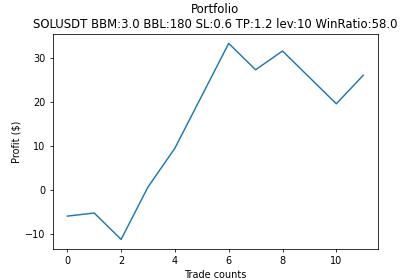 Portfolio
SOLUSDT BBM:3.0 BBL:180 SL:0.6 TP:1.2 lev:10 WinRatio:58.0
Profit ($)
30
20
10
0
−10
0
2
4
6
8
10
Trade counts